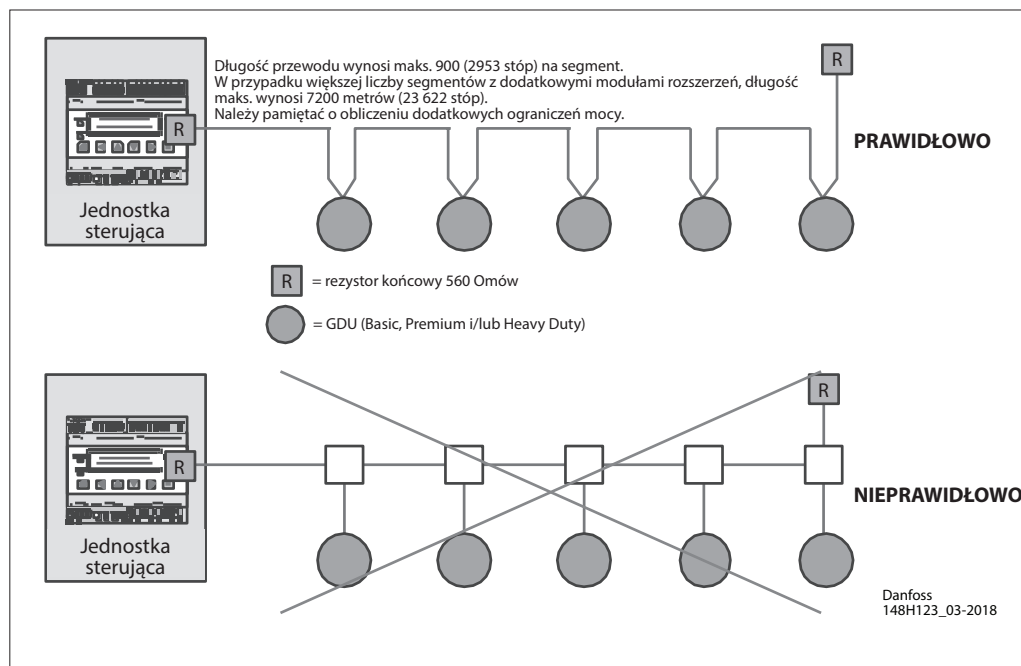 Długość przewodu wynosi maks. 900 (2953 stóp) na segment.
W przypadku większej liczby segmentów z dodatkowymi modułami rozszerzeń, długość
maks. wynosi 7200 metrów (23 622 stóp).
Należy pamiętać o obliczeniu dodatkowych ograniczeń mocy.
R
R
PRAWIDŁOWO
Jednostka
sterująca
R = rezystor końcowy 560 Omów
= GDU (Basic, Premium i/lub Heavy Duty)
R
R
NIEPRAWIDŁOWO
Jednostka
sterująca
Danfoss
148H123_03-2018